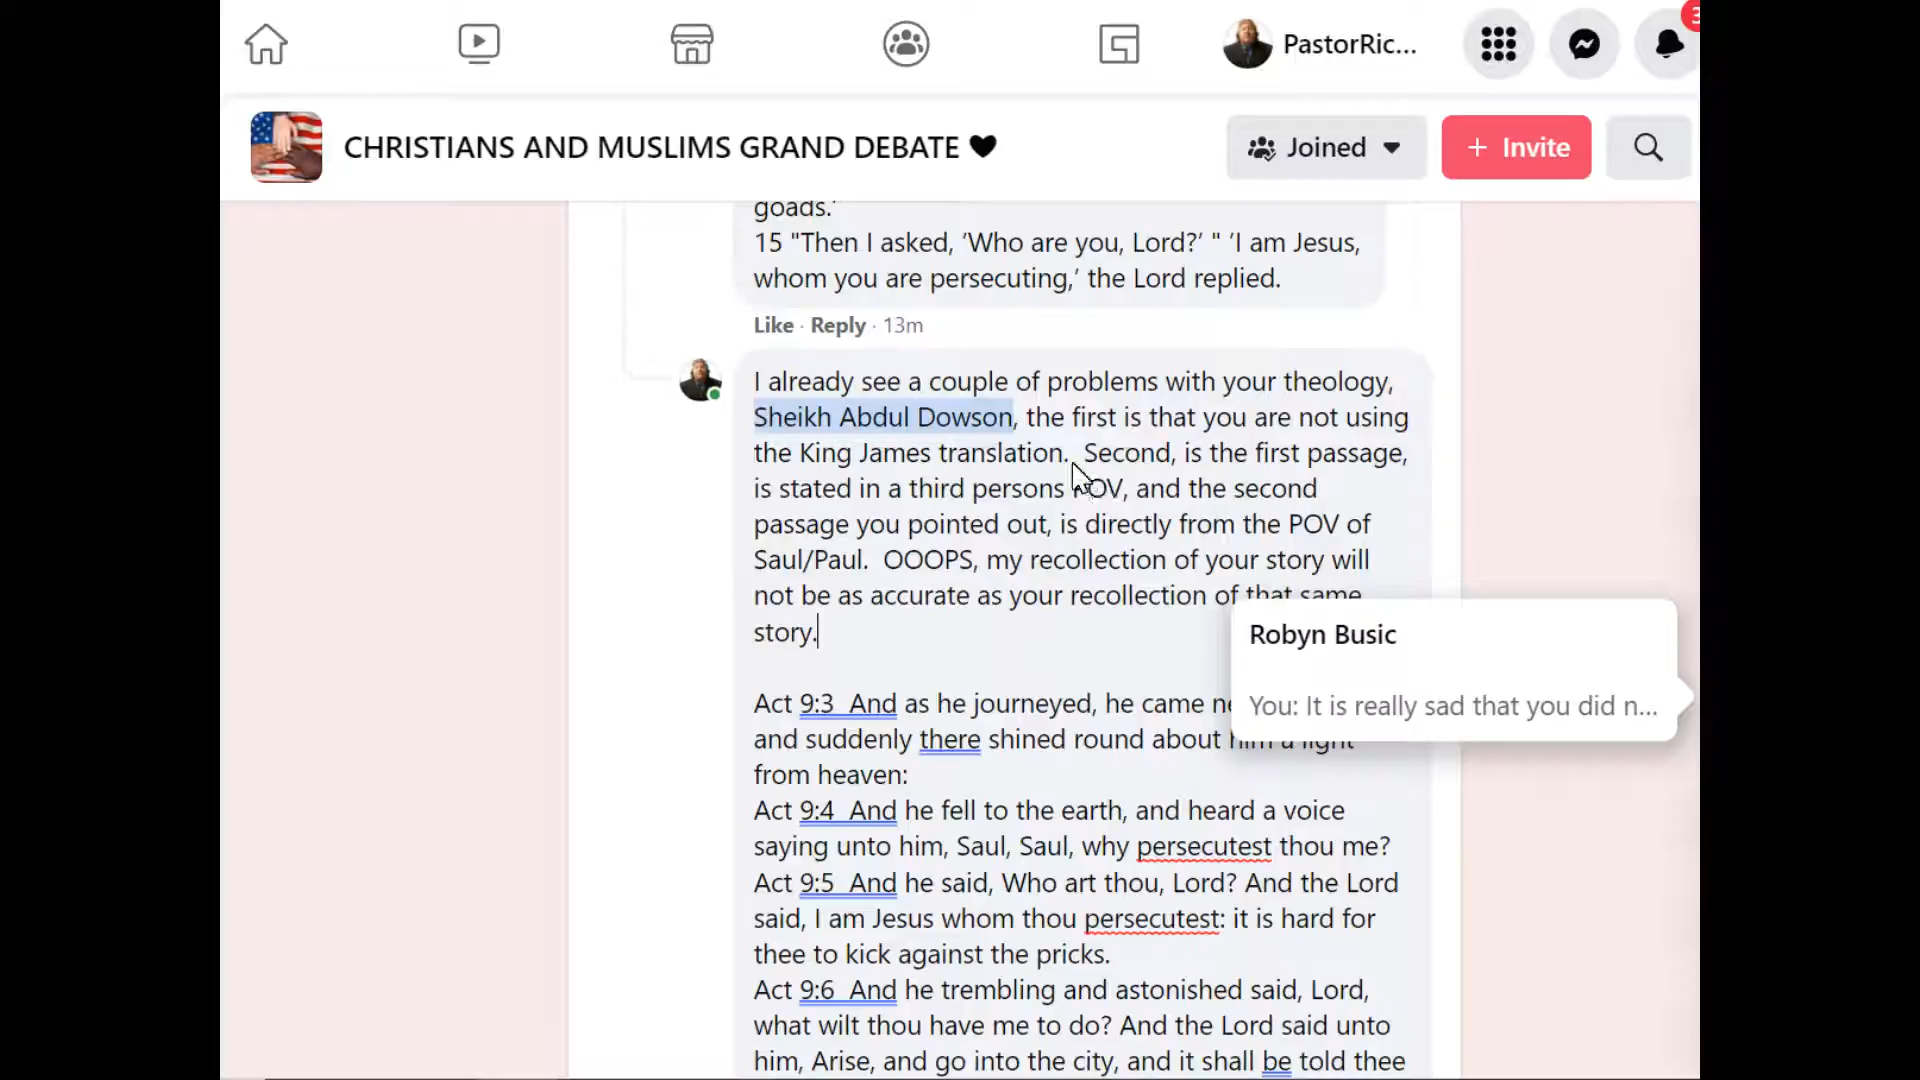 PastorRic...
3
CHRISTIANS AND MUSLIMS GRAND DEBATE 🖤
Joined
+ Invite
goads.'
15 "Then I asked, 'Who are you, Lord?' " 'I am Jesus,
whom you are persecuting,' the Lord replied.
Like · Reply · 13m
I already see a couple of problems with your theology,
Sheikh Abdul Dowson, the first is that you are not using
the King James translation.  Second, is the first passage,
is stated in a third persons POV, and the second
passage you pointed out, is directly from the POV of
Saul/Paul.  OOOPS, my recollection of your story will
not be as accurate as your recollection of that same
story.
Robyn Busic
You: It is really sad that you did n...
Act 9:3  And as he journeyed, he came
and suddenly there shined round about him a light
from heaven:
Act 9:4  And he fell to the earth, and heard a voice
saying unto him, Saul, Saul, why persecutest thou me?
Act 9:5  And he said, Who art thou, Lord? And the Lord
said, I am Jesus whom thou persecutest: it is hard for
thee to kick against the pricks.
Act 9:6  And he trembling and astonished said, Lord,
what wilt thou have me to do? And the Lord said unto
him, Arise, and go into the city, and it shall be told thee